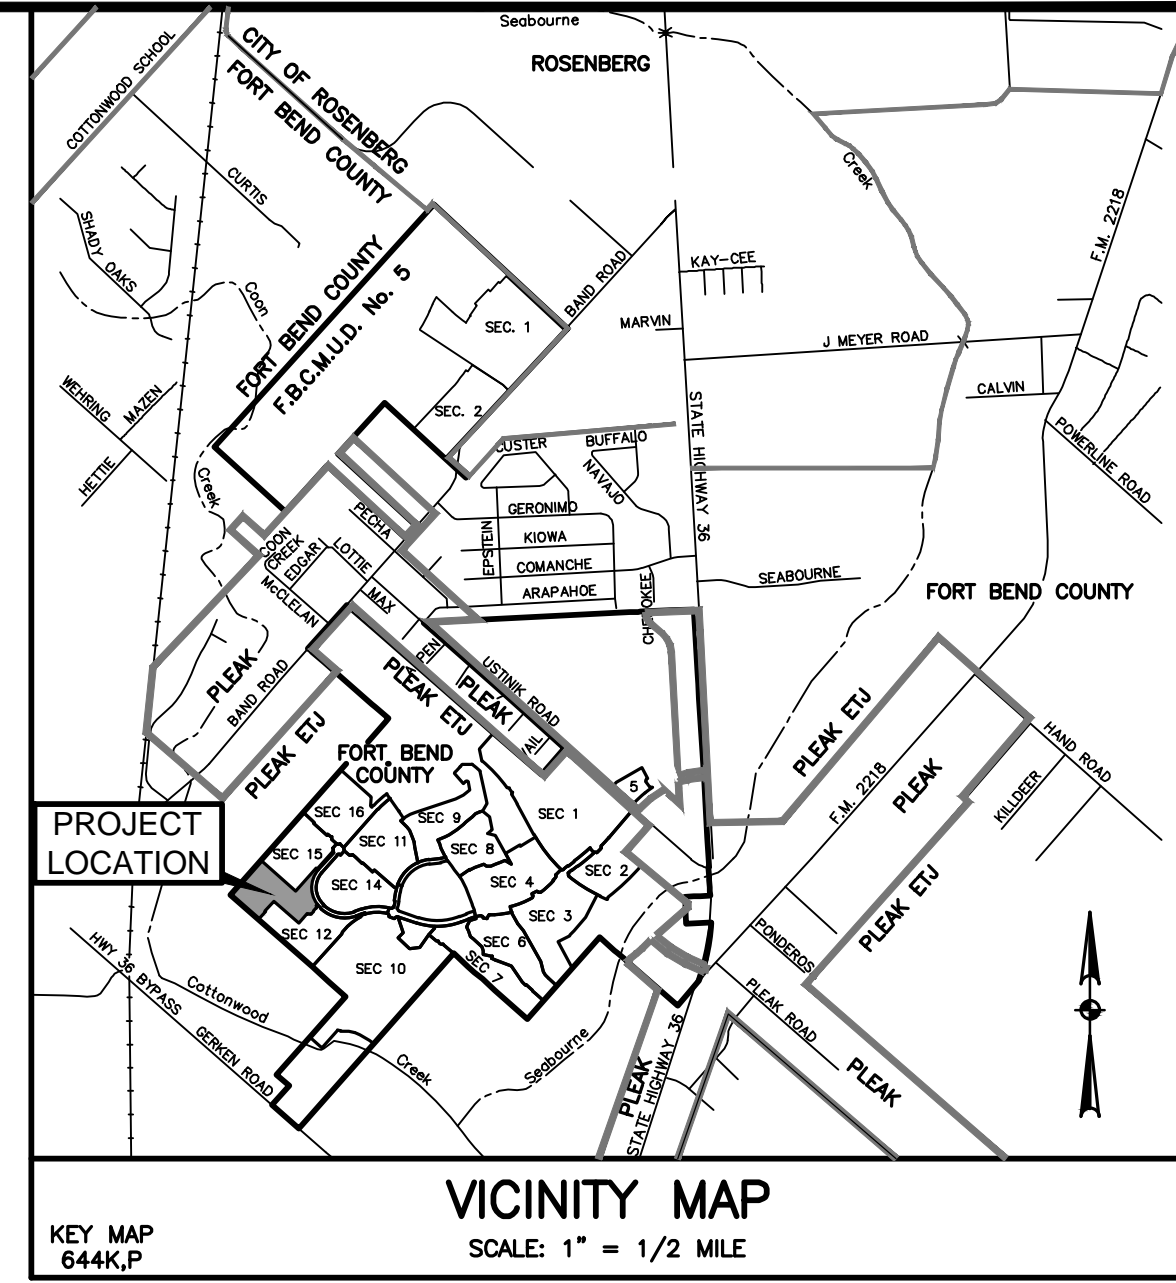 Seabourne
ROSENBERG
COTTONWOOD SCHOOL
CITY OF ROSENBERG
FORT BEND COUNTY
CURTIS
SHADY OAKS
Creek
F.M. 2218
Coon
FORT BEND COUNTY
F.B.C.M.U.D. No. 5
BAND ROAD
KAY-CEE
MARVIN
J MEYER ROAD
SEC. 1
SEC. 2
CALVIN
WEHRING
MAZEN
HETTIE
Creek
STATE HIGHWAY 36
POWERLINE ROAD
CUSTER
BUFFALO
NAVAJO
GERONIMO
EPSTEIN
KIOWA
COMANCHE
ARAPAHOE
CHEROKEE
SEABOURNE
FORT BEND COUNTY
PECHA
COON
CREEK
EDGAR
LOTTIE
McCLELAN
MAX
PEN
PLEAK
BAND ROAD
PLEAK ETJ
PLEAK
USTINIK ROAD
AIL
PLEAK ETJ
FORT BEND
COUNTY
PLEAK ETJ
F.M. 2218
PLEAK
HAND ROAD
KILLDEER
PLEAK ETJ
PROJECT
LOCATION
SEC 16
SEC 9
SEC 1
5
SEC 11
SEC 8
SEC 15
SEC 14
SEC 4
SEC 2
SEC 3
SEC 12
SEC 6
SEC 7
SEC 10
PONDEROS
PLEAK ROAD
HWY 36 BYPASS
Cottonwood
GERKEN ROAD
Creek
Seabourne
PLEAK
STATE HIGHWAY 36
PLEAK
VICINITY MAP
SCALE: 1" = 1/2 MILE
KEY MAP
644K,P